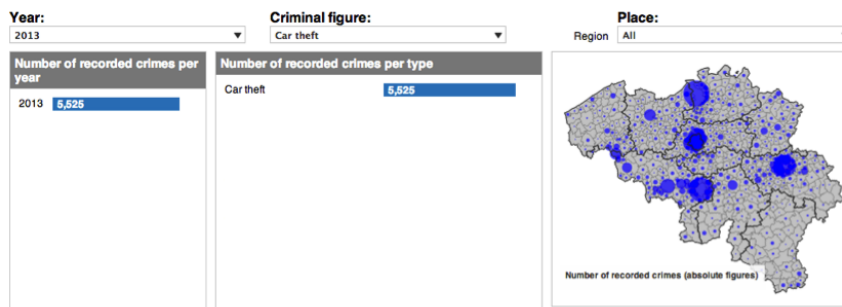 Year:
2013
Criminal figure:
Car theft
Place:
Region All
Number of recorded crimes per
year
2013 5,525
Number of recorded crimes per type
Car theft 5,525
Number of recorded crimes (absolute figures)